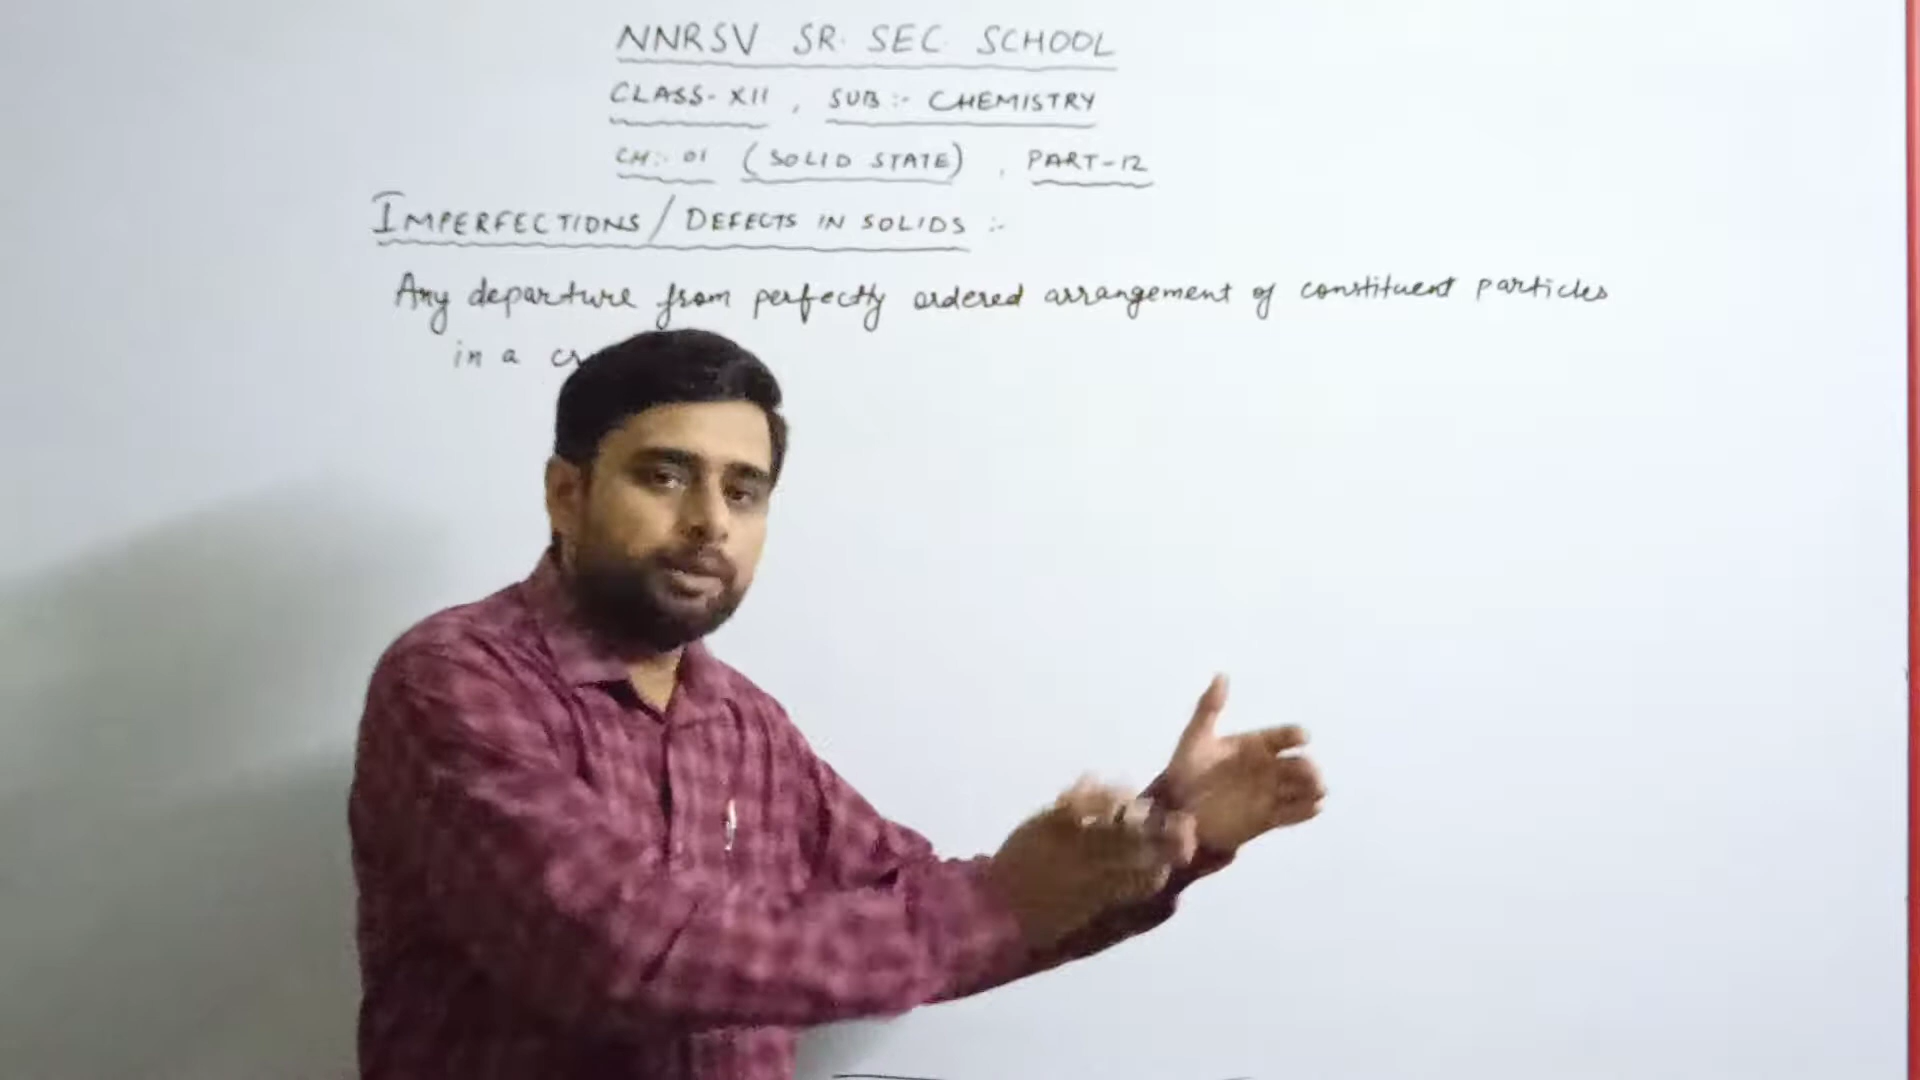 NNRSV SR. SEC. SCHOOL
CLASS-XII, SUB:- CHEMISTRY
CH:- 01 (SOLID STATE), PART-12
IMPERFECTIONS/DEFECTS IN SOLIDS :-
Any departure from perfectly ordered arrangement of constituent particles
in a